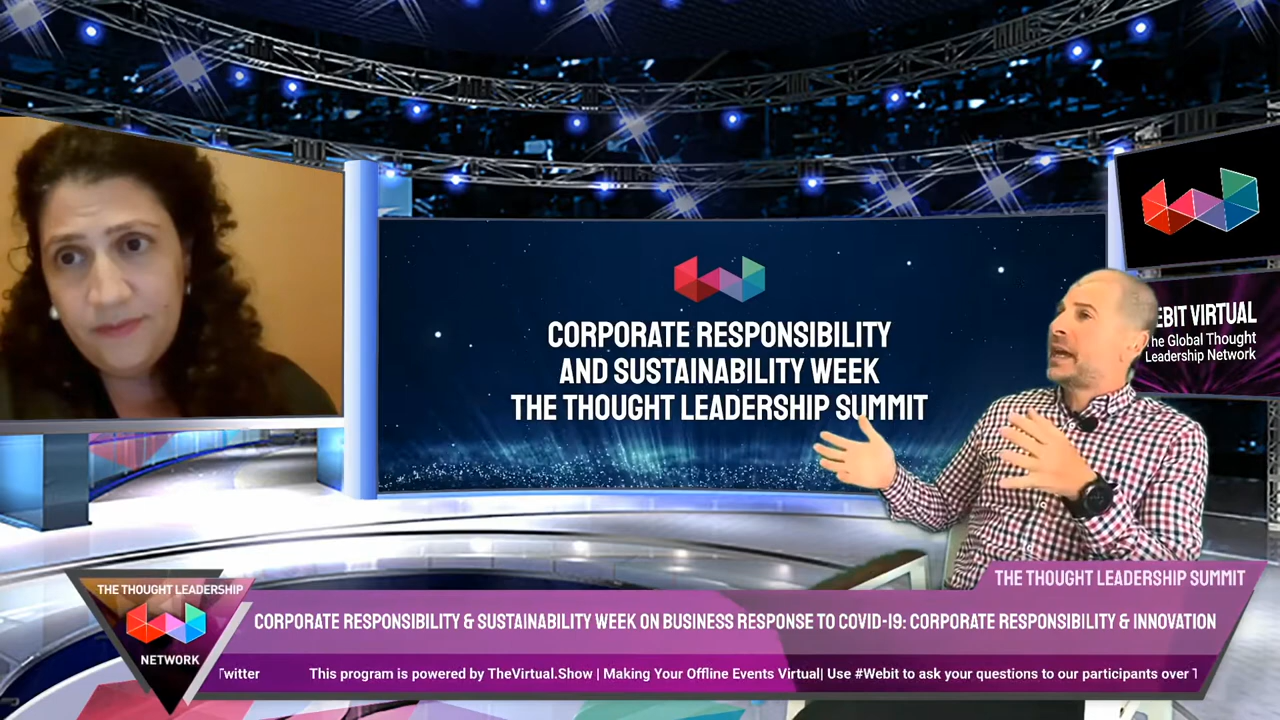 CORPORATE RESPONSIBILITY
AND SUSTAINABILITY WEEK
THE THOUGHT LEADERSHIP SUMMIT
EBIT VIRTUAL
The Global Thought
Leadership Network
THE THOUGHT LEADERSHIP SUMMIT
THE THOUGHT LEADERSHIP
NETWORK
CORPORATE RESPONSIBILITY & SUSTAINABILITY WEEK ON BUSINESS RESPONSE TO COVID-19: CORPORATE RESPONSIBILITY & INNOVATION
Twitter This program is powered by TheVirtual.Show | Making Your Offline Events Virtual| Use #Webit to ask your questions to our participants over T